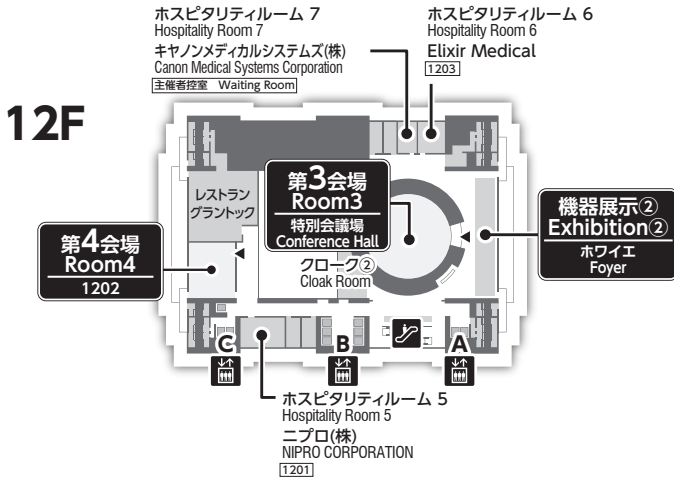 ホスピタリティルーム 7
Hospitality Room 7
キヤノンメディカルシステムズ(株)
Canon Medical Systems Corporation
主催者控室 Waiting Room
ホスピタリティルーム 6
Hospitality Room 6
Elixir Medical
1203
12F
レストラン
グラントック
第3会場
Room3
特別会議場
Conference Hall
機器展示②
Exhibition②
ホワイエ
Foyer
第4会場
Room4
1202
クローク②
Cloak Room
C
B
A
ホスピタリティルーム 5
Hospitality Room 5
ニプロ(株)
NIPRO CORPORATION
1201